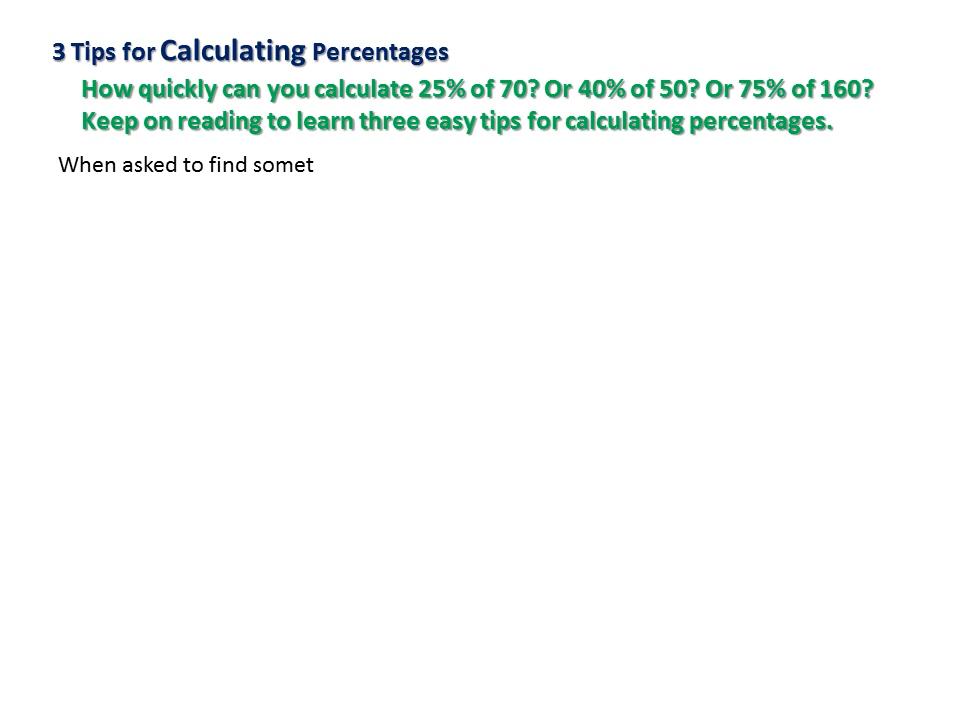 3 Tips for Calculating Percentages
How quickly can you calculate 25% of 70? Or 40% of 50? Or 75% of 160?
Keep on reading to learn three easy tips for calculating percentages.
When asked to find somet